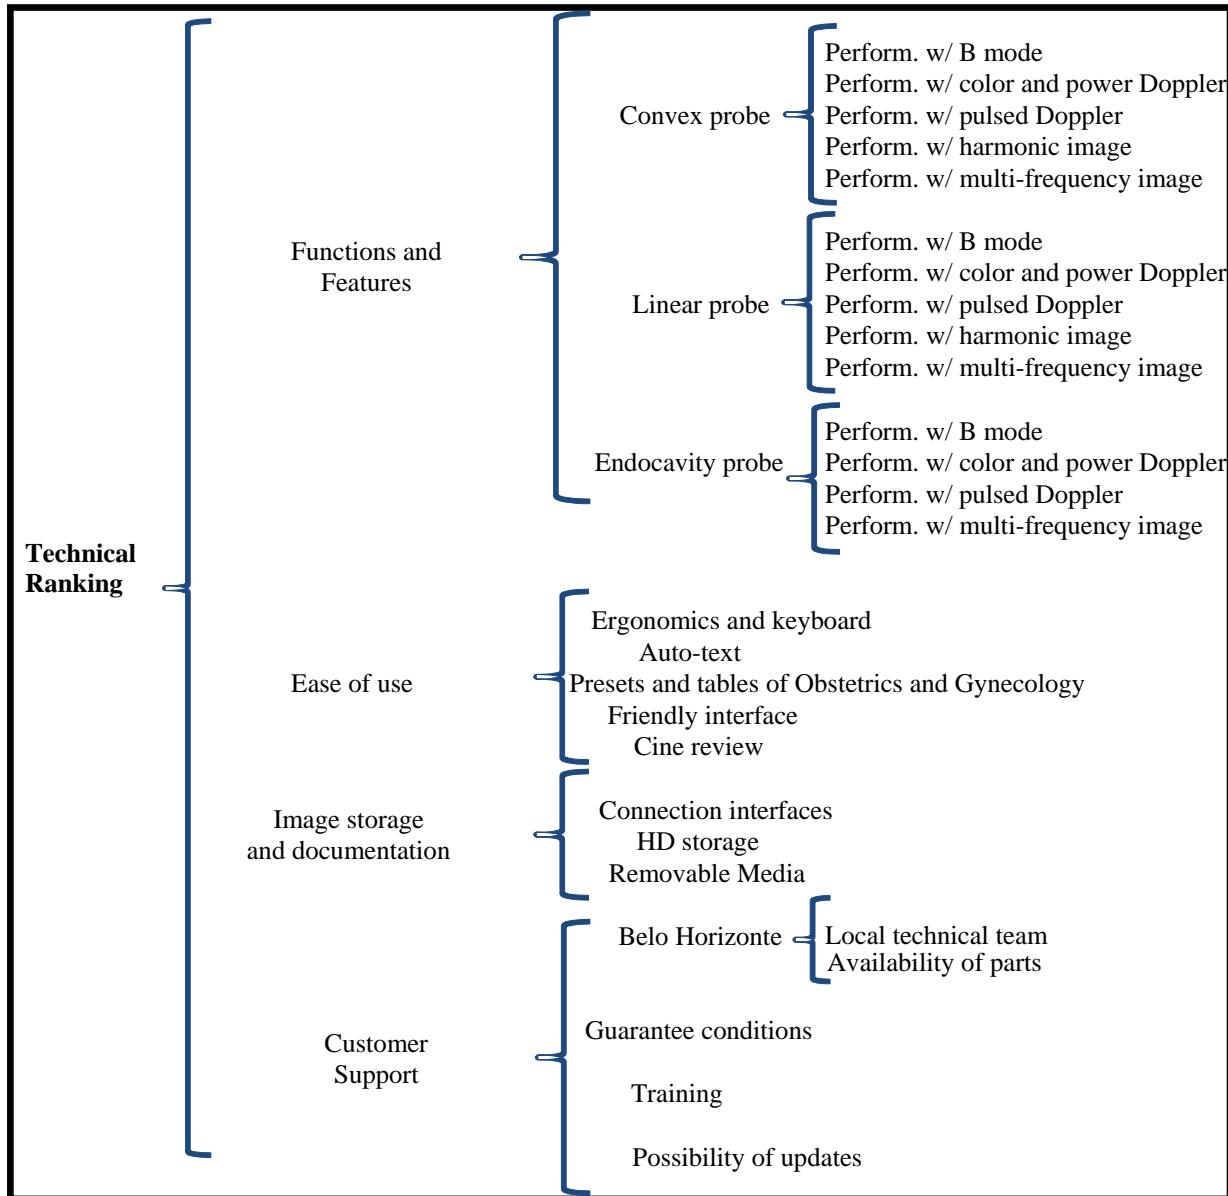 Perform. w/ B mode
Perform. w/ color and power Doppler
Convex probe
Perform. w/ pulsed Doppler
Perform. w/ harmonic image
Perform. w/ multi-frequency image
Functions and
Features
Perform. w/ B mode
Perform. w/ color and power Doppler
Linear probe
Perform. w/ pulsed Doppler
Perform. w/ harmonic image
Perform. w/ multi-frequency image
Perform. w/ B mode
Endocavity probe
Perform. w/ color and power Doppler
Perform. w/ pulsed Doppler
Perform. w/ multi-frequency image
Technical
Ranking
Ease of use
Ergonomics and keyboard
Auto-text
Presets and tables of Obstetrics and Gynecology
Friendly interface
Cine review
Image storage
and documentation
Connection interfaces
HD storage
Removable Media
Customer
Support
Belo Horizonte
Local technical team
Availability of parts
Guarantee conditions
Training
Possibility of updates